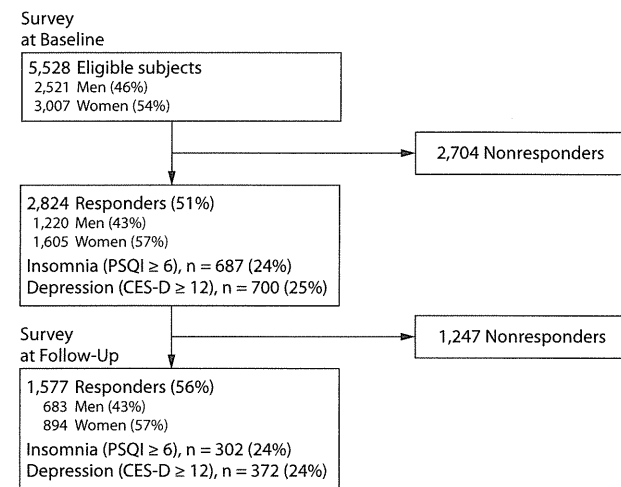 Survey
at Baseline
5,528 Eligible subjects
2,521 Men (46%)
3,007 Women (54%)
2,704 Nonresponders
2,824 Responders (51%)
1,220 Men (43%)
1,605 Women (57%)
Insomnia (PSQI ≥ 6), n = 687 (24%)
Depression (CES-D ≥ 12), n = 700 (25%)
Survey
at Follow-Up
1,247 Nonresponders
1,577 Responders (56%)
683 Men (43%)
894 Women (57%)
Insomnia (PSQI ≥ 6), n = 302 (24%)
Depression (CES-D ≥ 12), n = 372 (24%)